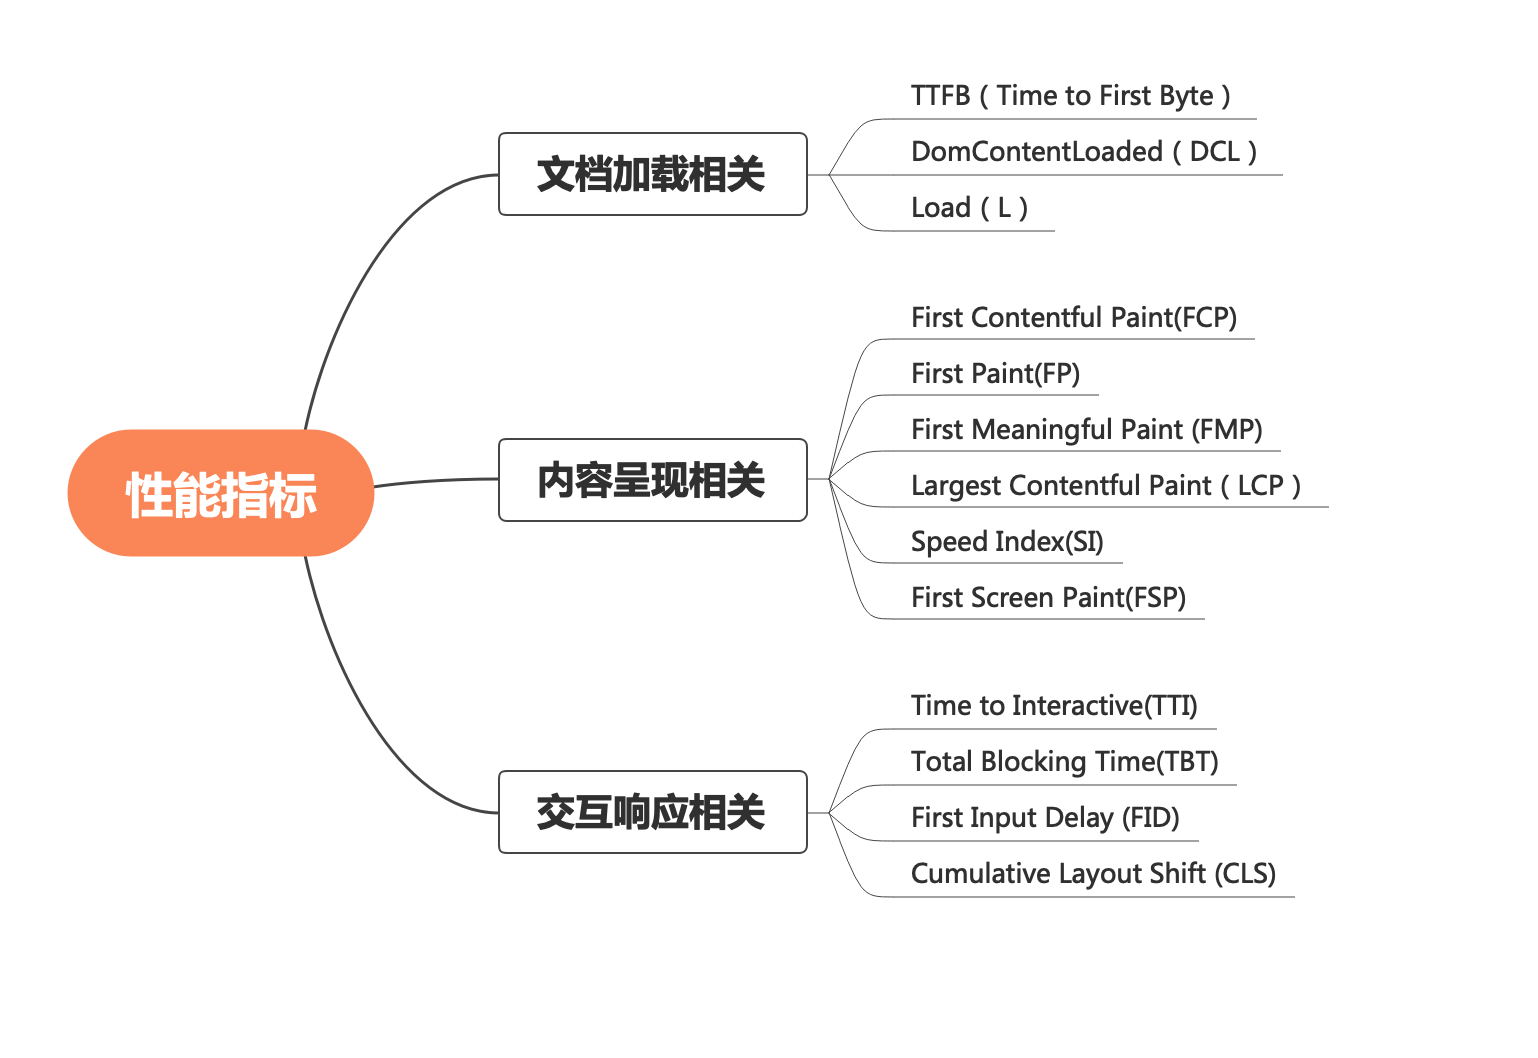 性能指标
文档加载相关
TTFB ( Time to First Byte )
DomContentLoaded ( DCL )
Load ( L )
内容呈现相关
First Contentful Paint(FCP)
First Paint(FP)
First Meaningful Paint (FMP)
Largest Contentful Paint ( LCP )
Speed Index(SI)
First Screen Paint(FSP)
交互响应相关
Time to Interactive(TTI)
Total Blocking Time(TBT)
First Input Delay (FID)
Cumulative Layout Shift (CLS)